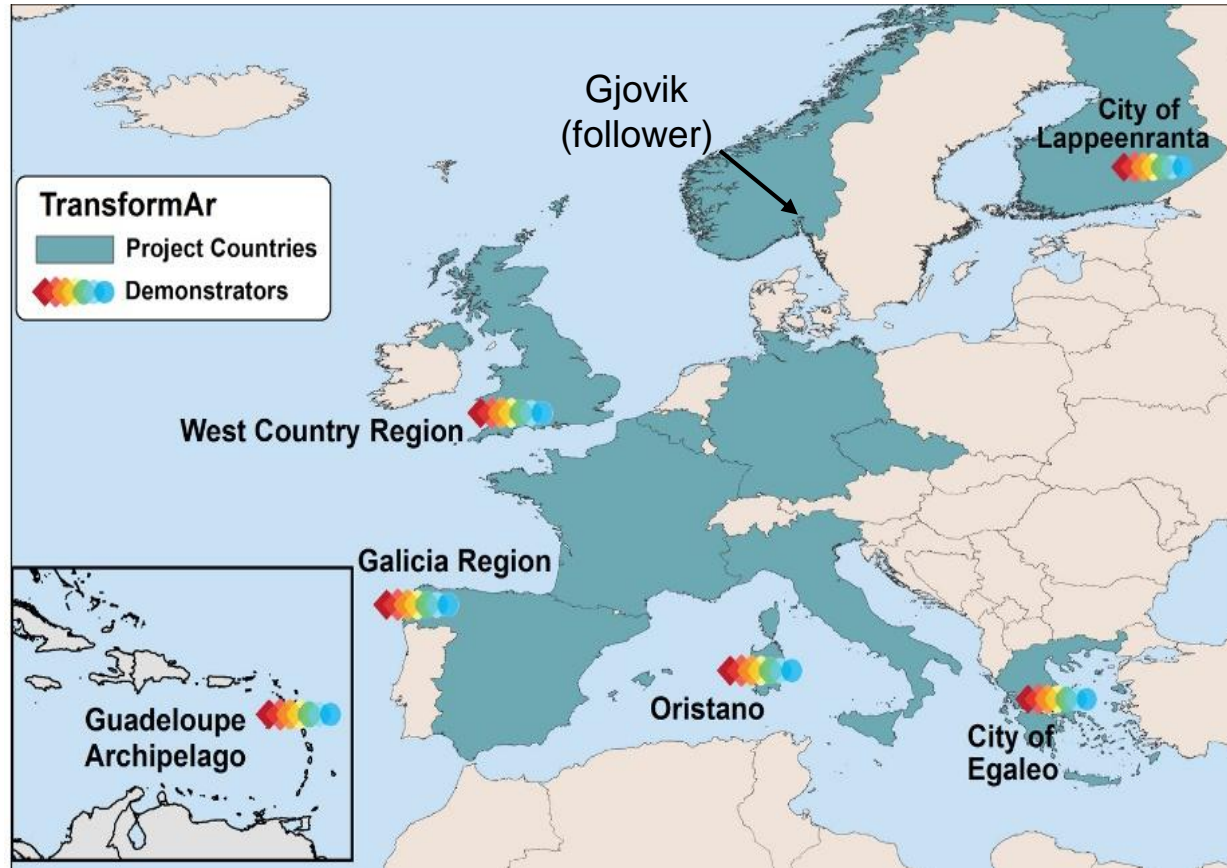 Gjovik
(follower)
City of
Lappeenranta
TransformAr
Project Countries
Demonstrators
West Country Region
Galicia Region
Guadeloupe
Archipelago
Oristano
City of
Egaleo